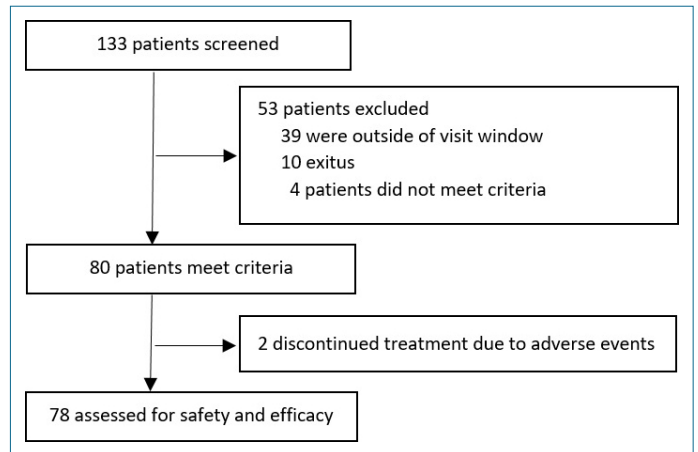 133 patients screened
53 patients excluded
39 were outside of visit window
10 exitus
4 patients did not meet criteria
80 patients meet criteria
2 discontinued treatment due to adverse events
78 assessed for safety and efficacy